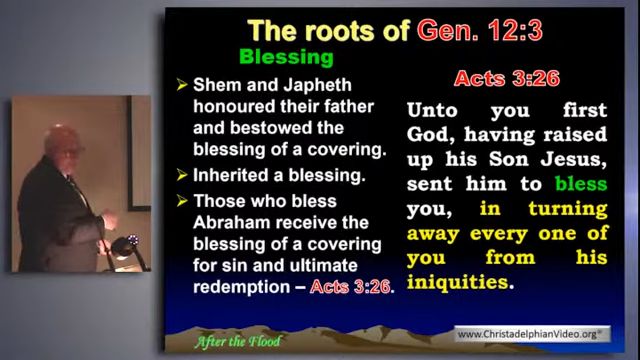 The roots of Gen. 12:3
Blessing
Shem and Japheth
honoured their father
and bestowed the
blessing of a covering.
Inherited a blessing.
Those who bless
Abraham receive the
blessing of a covering
for sin and ultimate
redemption – Acts 3:26.
Acts 3:26
Unto you first
God, having raised
up his Son Jesus,
sent him to bless
you, in turning
away every one of
you from his
iniquities.
After the Flood
www.ChristadelphianVideo.org*